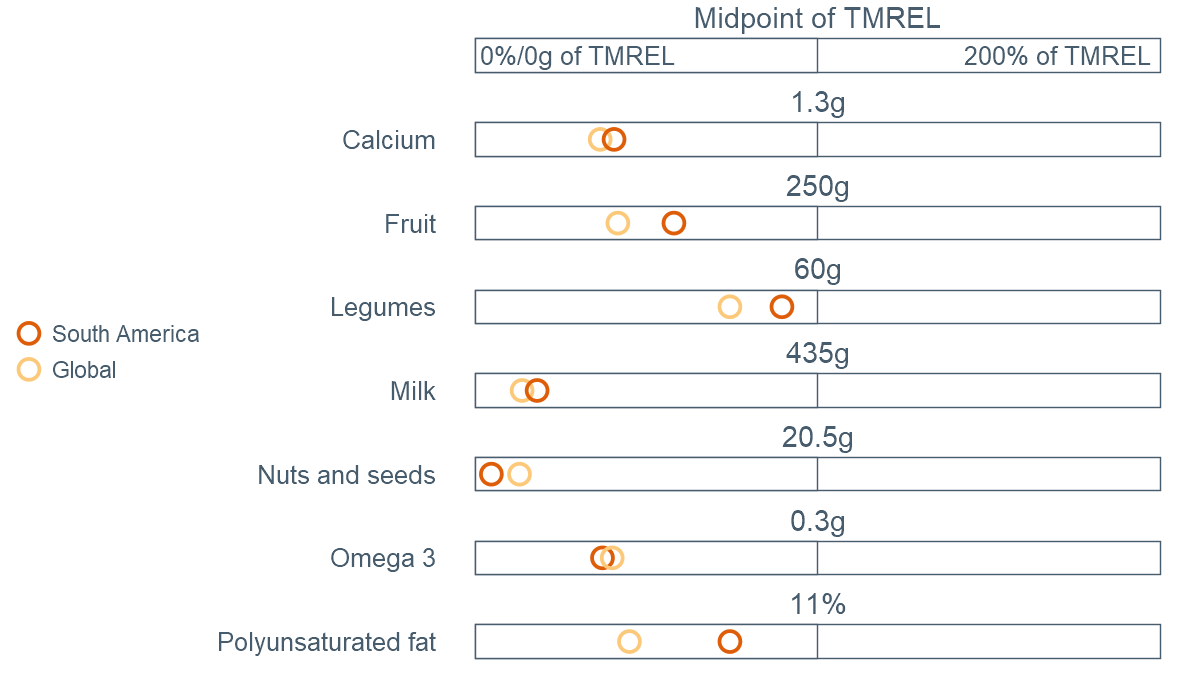 Midpoint of TMREL
0%/0g of TMREL 200% of TMREL
1.3g
Calcium
250g
Fruit
60g
Legumes
South America
Global
435g
Milk
20.5g
Nuts and seeds
0.3g
Omega 3
11%
Polyunsaturated fat